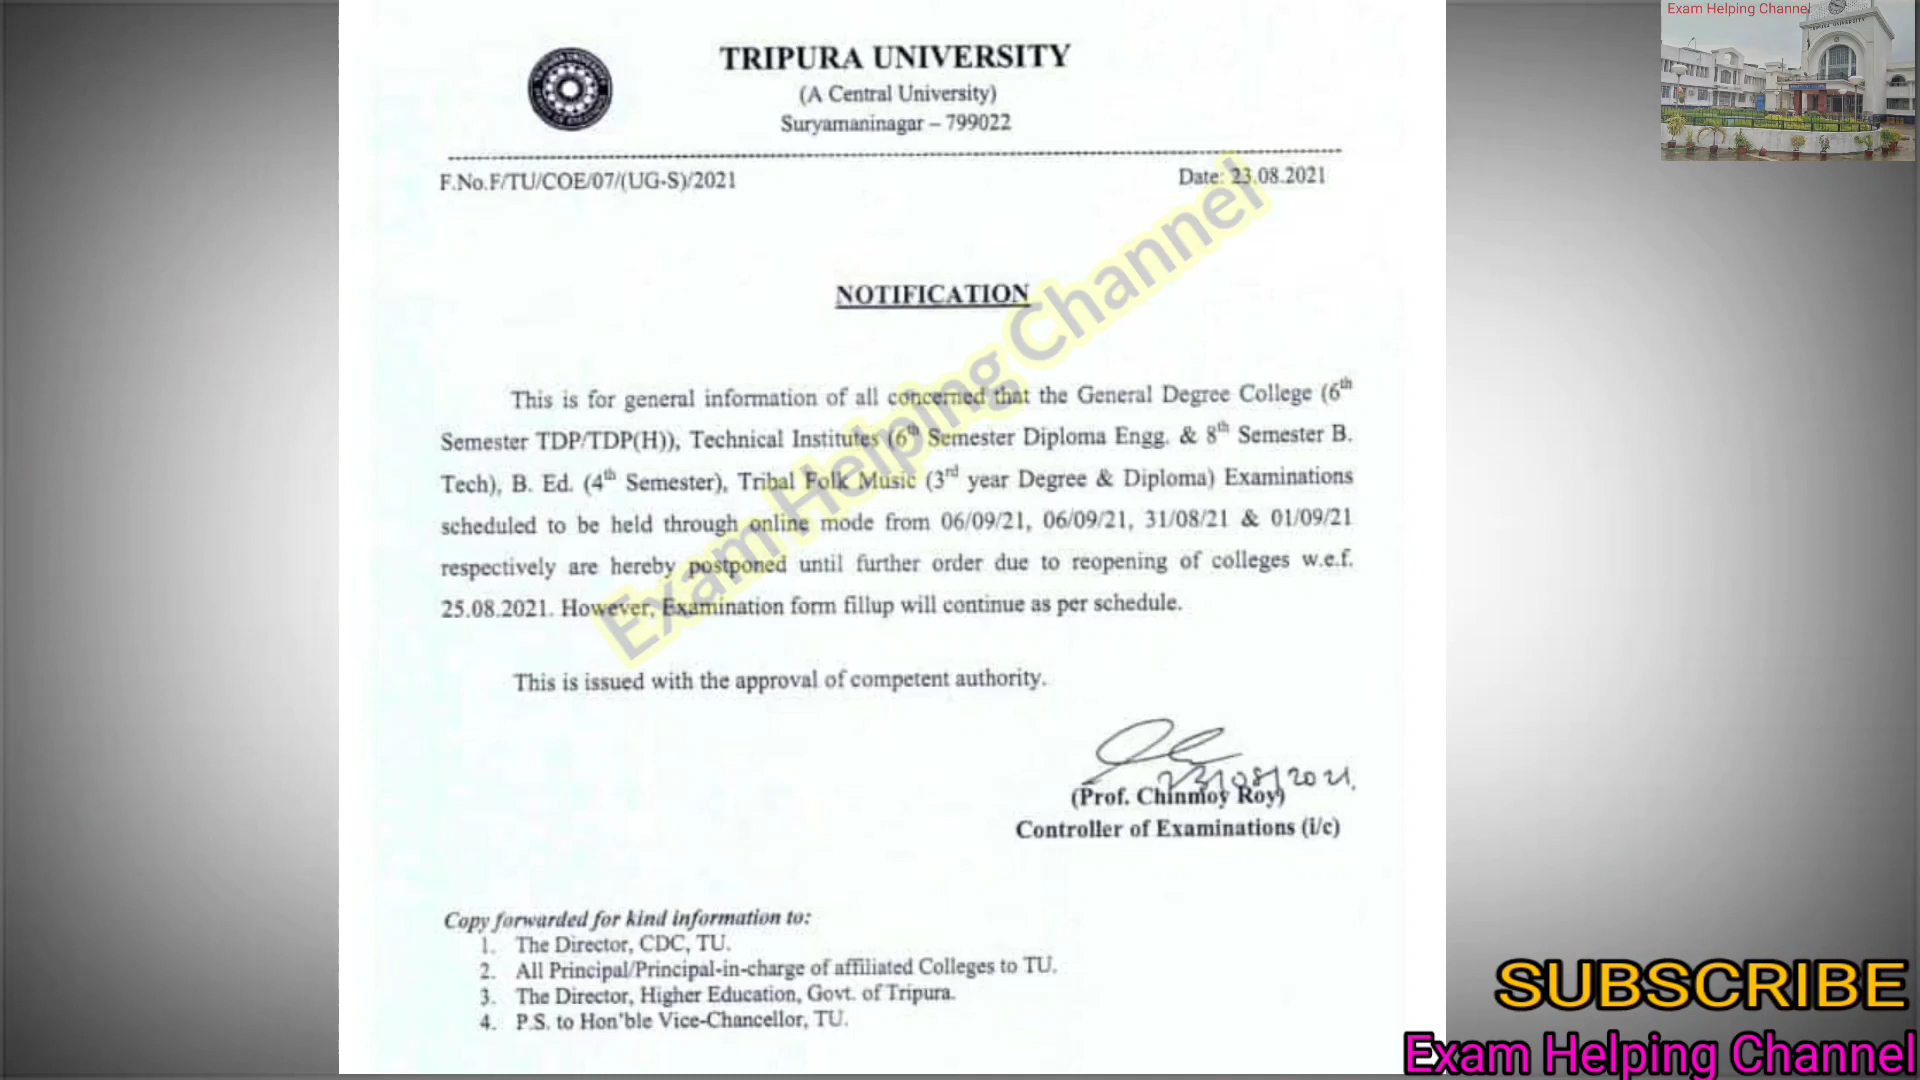 Exam Helping Channel
TRIPURA UNIVERSITY
(A Central University)
Suryamaninagar – 799022
F.No.F/TU/COE/07/(UG-S)/2021
Date: 23.08.2021
NOTIFICATION
This is for general information of all concerned that the General Degree College (6th
Semester TDP/TDP(H)), Technical Institutes (6th Semester Diploma Engg. & 8th Semester B.
Tech), B. Ed. (4th Semester), Tribal Folk Music (3rd year Degree & Diploma) Examinations
scheduled to be held through online mode from 06/09/21, 06/09/21, 31/08/21 & 01/09/21
respectively are hereby postponed until further order due to reopening of colleges w.e.f.
25.08.2021. However, Examination form fillup will continue as per schedule.
Exam Helping Channel
This is issued with the approval of competent authority.
23/08/2021.
(Prof. Chinmoy Roy)
Controller of Examinations (i/c)
Copy forwarded for kind information to:
1. The Director, CDC, TU.
2. All Principal/Principal-in-charge of affiliated Colleges to TU.
3. The Director, Higher Education, Govt. of Tripura.
4. P.S. to Hon'ble Vice-Chancellor, TU.
SUBSCRIBE
Exam Helping Channel